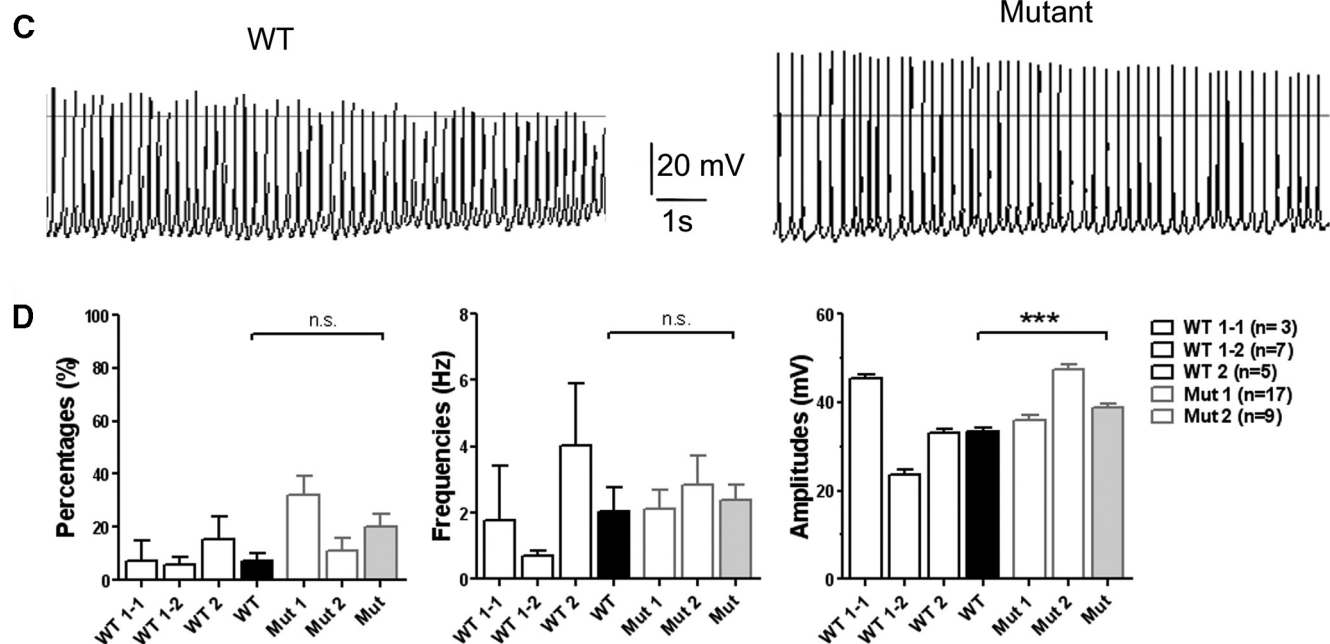 C
WT
Mutant
20 mV
1s
D
Percentages (%)
100
80
60
40
20
0
n.s.
WT 1-1
WT 1-2
WT 2
WT
Mut 1
Mut 2
Mut
Frequencies (Hz)
8
6
4
2
0
n.s.
WT 1-1
WT 1-2
WT 2
WT
Mut 1
Mut 2
Mut
Amplitudes (mV)
60
40
20
0
***
WT 1-1
WT 1-2
WT 2
WT
Mut 1
Mut 2
Mut
WT 1-1 (n= 3)
WT 1-2 (n=7)
WT 2 (n=5)
Mut 1 (n=17)
Mut 2 (n=9)